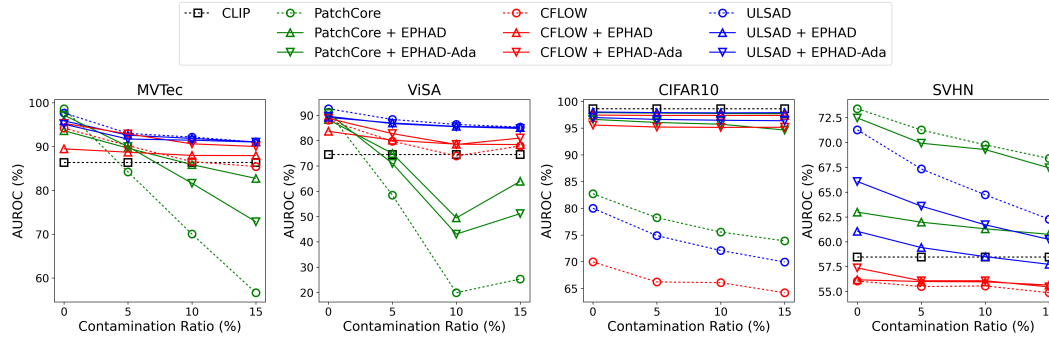 CLIP
PatchCore
CFLOW
ULSAD
PatchCore + EPHAD
CFLOW + EPHAD
ULSAD + EPHAD
PatchCore + EPHAD-Ada
CFLOW + EPHAD-Ada
ULSAD + EPHAD-Ada
MVTec
AUROC (%)
100
90
80
70
60
0
5
10
15
Contamination Ratio (%)
ViSA
AUROC (%)
90
80
70
60
50
40
30
20
0
5
10
15
Contamination Ratio (%)
CIFAR10
AUROC (%)
100
95
90
85
80
75
70
65
0
5
10
15
Contamination Ratio (%)
SVHN
AUROC (%)
72.5
70.0
67.5
65.0
62.5
60.0
57.5
55.0
0
5
10
Contamination Ratio (%)